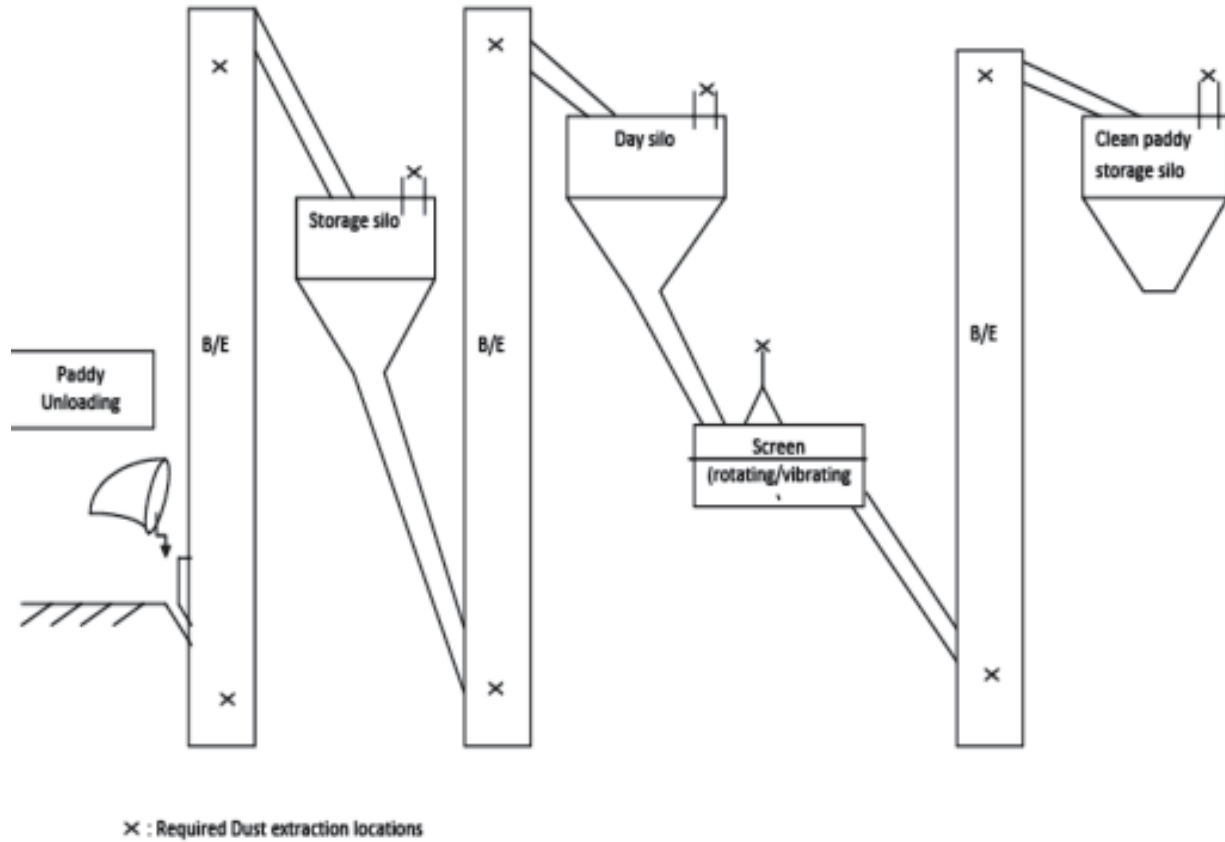 Day silo
Clean paddy
storage silo
Storage silo
B/E
B/E
B/E
Paddy
Unloading
Screen
(rotating/vibrating
✕ : Required Dust extraction locations